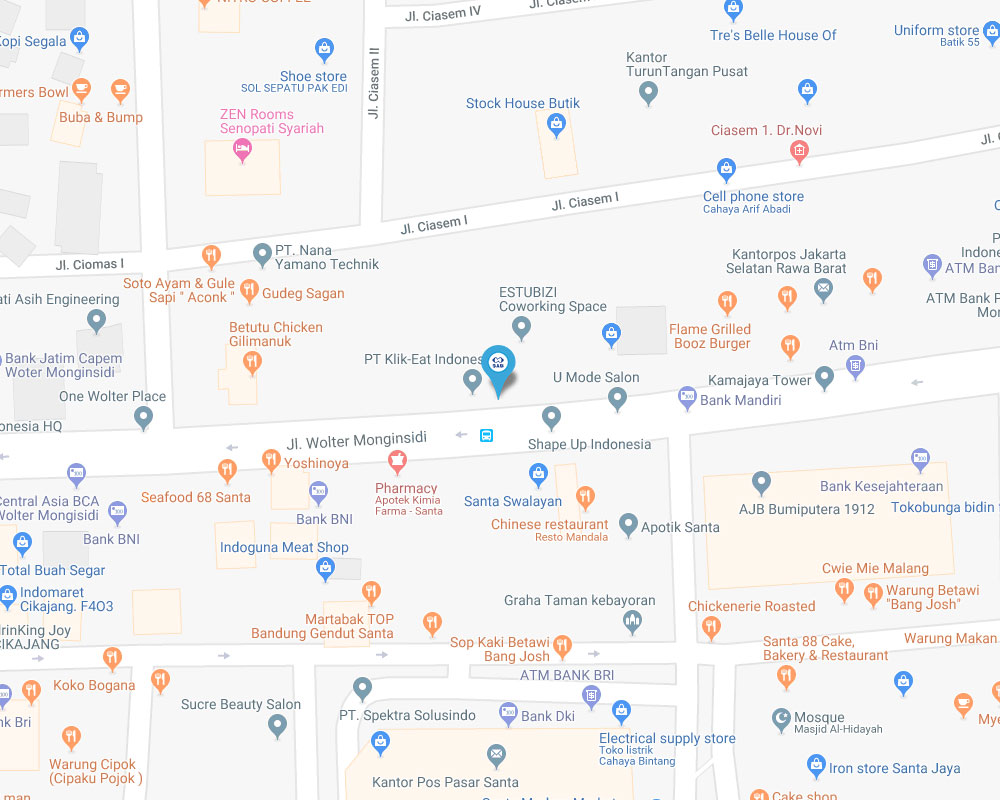 Jl. Ciasem IV
Kopi Segala
Tre's Belle House Of
Uniform store
Batik 55
Shoe store
SOL SEPATU PAK EDI
Jl. Ciasem II
Kantor
TurunTangan Pusat
Buba & Bump
Stock House Butik
ZEN Rooms
Senopati Syariah
Ciasem 1. Dr.Novi
Cell phone store
Cahaya Arif Abadi
Jl. Ciasem I
Jl. Ciasem I
Jl. Ciomas I
PT. Nana
Yamano Technik
Soto Ayam & Gule
Sapi " Aconk "
Gudeg Sagan
Kantorpos Jakarta
Selatan Rawa Barat
ATM Ban
ATM Bank P
ati Asih Engineering
ESTUBIZI
Coworking Space
Betutu Chicken
Gilimanuk
Flame Grilled
Booz Burger
Atm Bni
Bank Jatim Capem
Woter Monginsidi
PT Klik-Eat Indones
SAB
U Mode Salon
Kamajaya Tower
One Wolter Place
Bank Mandiri
onesia HQ
Jl. Wolter Monginsidi
Shape Up Indonesia
Yoshinoya
Seafood 68 Santa
Pharmacy
Apotek Kimia
Farma - Santa
Santa Swalayan
Bank Kesejahteraan
Central Asia BCA
Wolter Mongisidi
Bank BNI
Bank BNI
Chinese restaurant
Resto Mandala
Apotik Santa
AJB Bumiputera 1912
Tokobunga bidin
Indoguna Meat Shop
Total Buah Segar
Cwie Mie Malang
Indomaret
Cikajang. F4O3
Graha Taman kebayoran
Chickenerie Roasted
Warung Betawi
"Bang Josh"
Martabak TOP
Bandung Gendut Santa
rinKing Joy
CIKAJANG
Sop Kaki Betawi
Bang Josh
Santa 88 Cake,
Bakery & Restaurant
Warung Makan
Koko Bogana
ATM BANK BRI
Sucre Beauty Salon
PT. Spektra Solusindo
Bank Dki
nk Bri
Mosque
Masjid Al-Hidayah
Electrical supply store
Toko listrik
Cahaya Bintang
Warung Cipok
(Cipaku Pojok )
Kantor Pos Pasar Santa
Iron store Santa Jaya
Cake shop